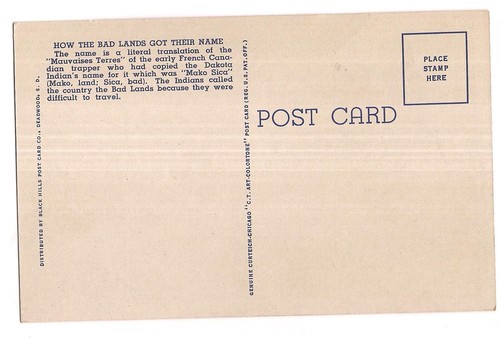 HOW THE BAD LANDS GOT THEIR NAME
The name is a literal translation of the
"Mauvaises Terres" of the early French Cana-
dian trapper who had copied the Dakota
Indian's name for it which was "Mako Sica"
(Mako, land; Sica, bad). The Indians called
the country the Bad Lands because they were
difficult to travel.
DISTRIBUTED BY BLACK HILLS POST CARD CO., DEADWOOD, S. D.
GENUINE CURTEICH-CHICAGO "C.T. ART-COLORTONE" POST CARD (REG. U.S. PAT. OFF.)
POST CARD
PLACE
STAMP
HERE